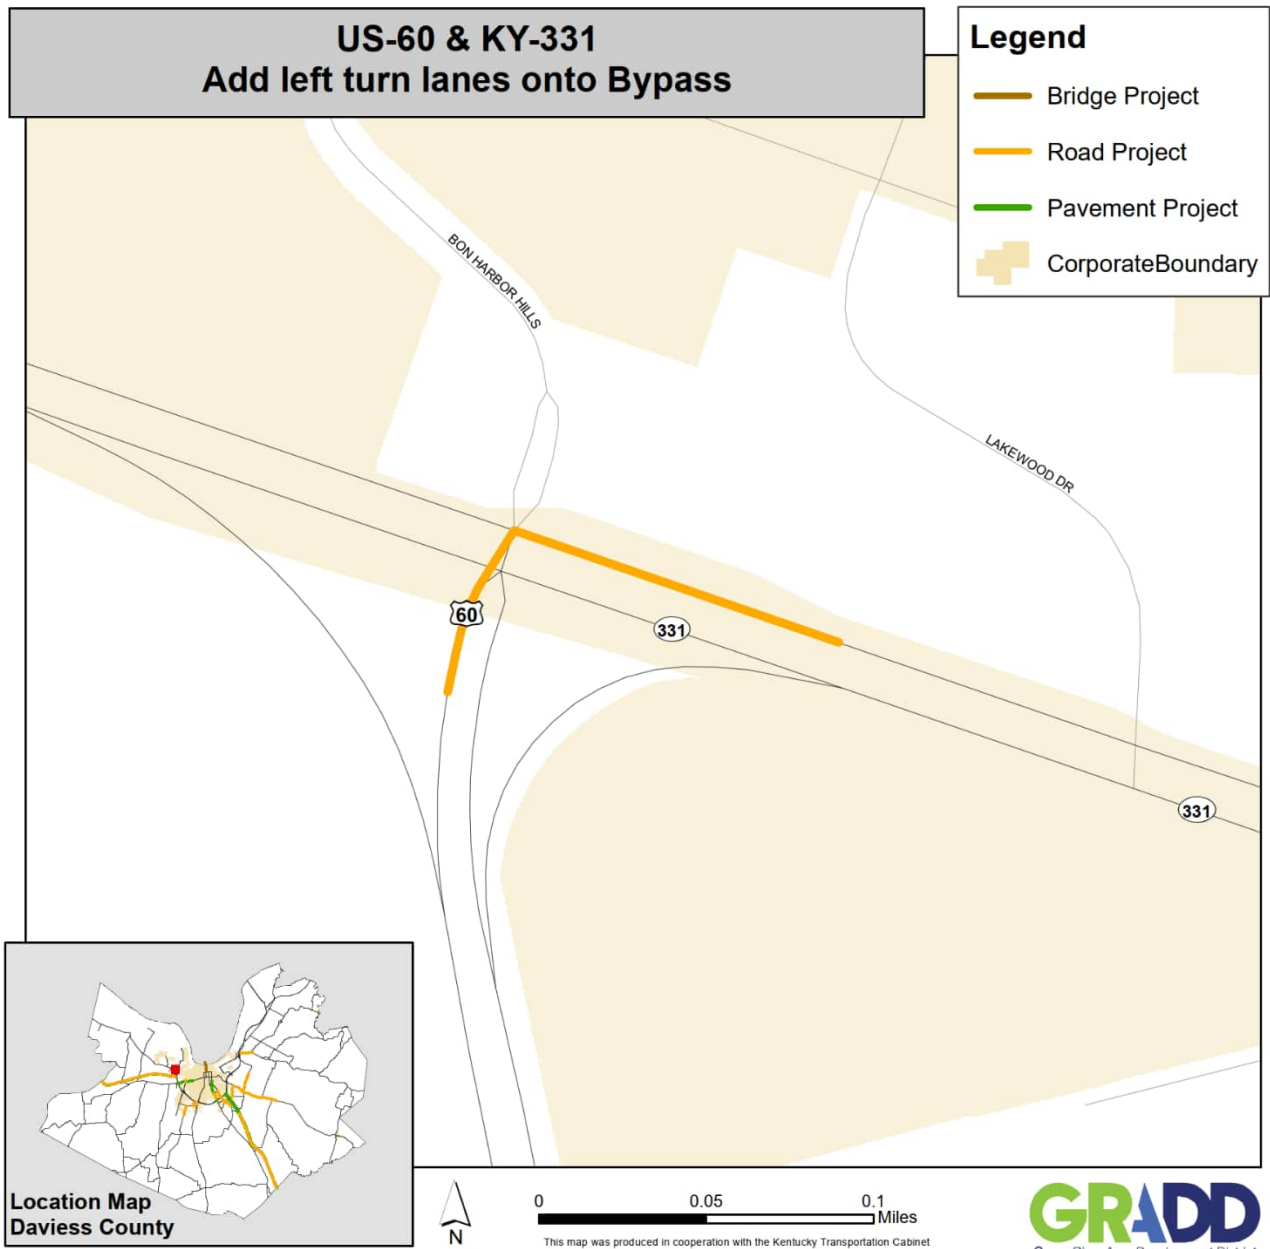 US-60 & KY-331
Add left turn lanes onto Bypass
Legend
Bridge Project
Road Project
Pavement Project
CorporateBoundary
BON HARBOR HILLS
LAKEWOOD DR
60
331
331
Location Map
Daviess County
N
0 0.05 0.1
Miles
This map was produced in cooperation with the Kentucky Transportation Cabinet
GRADD